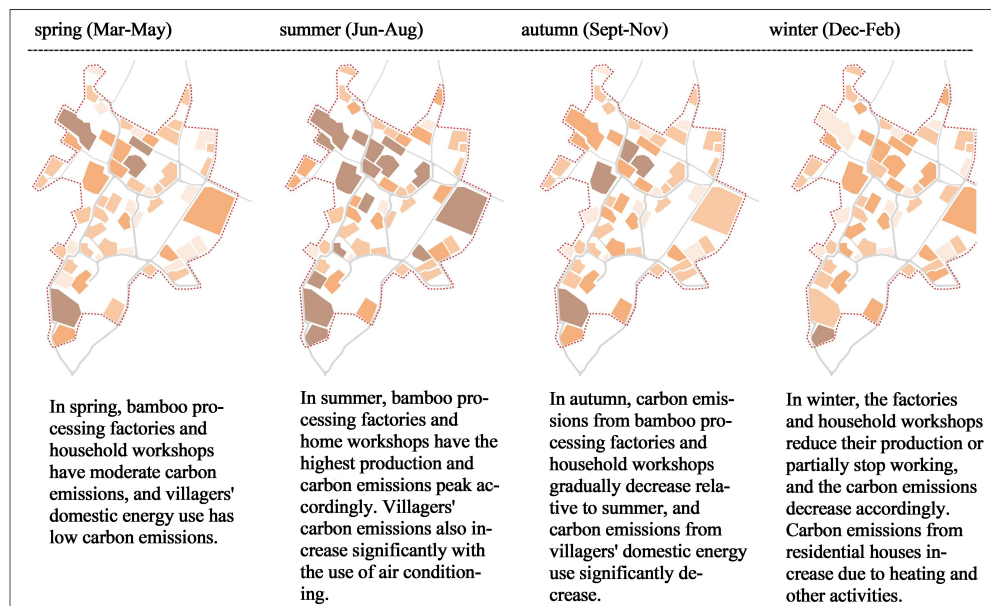 spring (Mar-May)
summer (Jun-Aug)
autumn (Sept-Nov)
winter (Dec-Feb)
In spring, bamboo pro-
cessing factories and
household workshops
have moderate carbon
emissions, and villagers'
domestic energy use has
low carbon emissions.
In summer, bamboo pro-
cessing factories and
home workshops have the
highest production and
carbon emissions peak ac-
cordingly. Villagers'
carbon emissions also in-
crease significantly with
the use of air condition-
ing.
In autumn, carbon emis-
sions from bamboo pro-
cessing factories and
household workshops
gradually decrease rela-
tive to summer, and
carbon emissions from
villagers' domestic energy
use significantly de-
crease.
In winter, the factories
and household workshops
reduce their production or
partially stop working,
and the carbon emissions
decrease accordingly.
Carbon emissions from
residential houses in-
crease due to heating and
other activities.